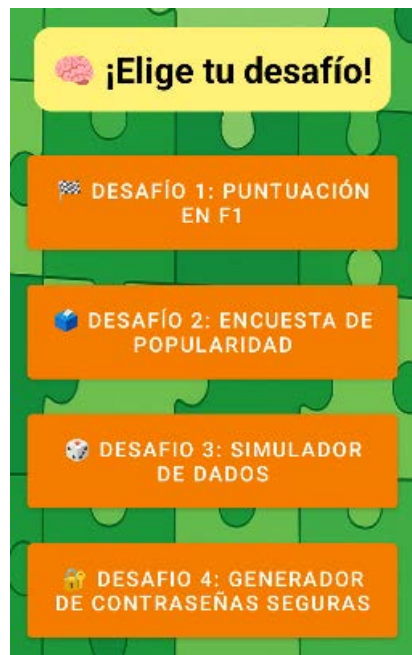 🧠 ¡Elige tu desafío!
🏁 DESAFÍO 1: PUNTUACIÓN
EN F1
🗳️ DESAFÍO 2: ENCUESTA DE
POPULARIDAD
🎲 DESAFIO 3: SIMULADOR
DE DADOS
🔐 DESAFIO 4: GENERADOR
DE CONTRASEÑAS SEGURAS